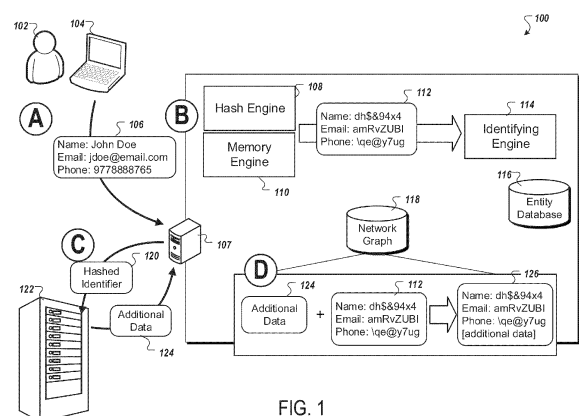 100
102
104
108
112
114
A
106
B
Hash Engine
Name: dh$&94x4
Email: amRvZUBl
Phone: \qe@y7ug
Identifying
Engine
Name: John Doe
Email: jdoe@email.com
Phone: 9778888765
Memory
Engine
110
116
Entity
Database
118
Network
Graph
C
120
107
Hashed
Identifier
122
D
126
124
112
Additional
Data
+
Name: dh$&94x4
Email: amRvZUBl
Phone: \qe@y7ug
Name: dh$&94x4
Email: amRvZUBl
Phone: \qe@y7ug
[additional data]
Additional
Data
124
FIG. 1